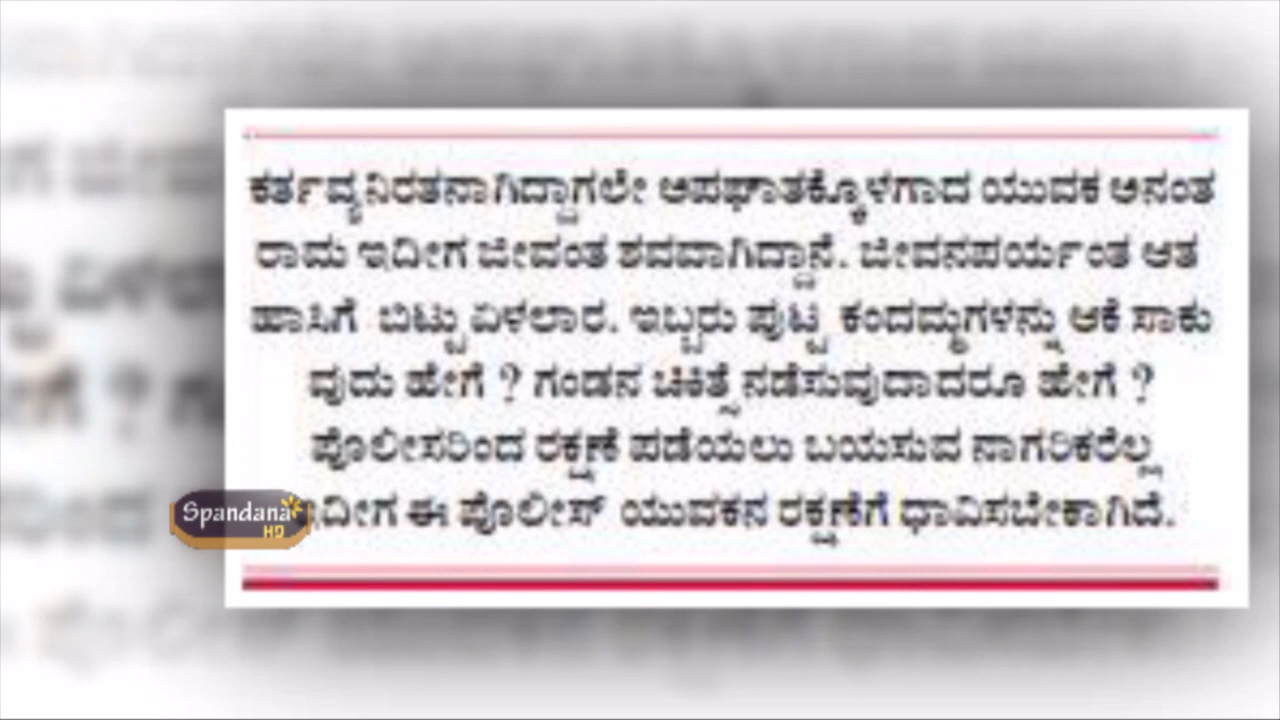 ಕರ್ತವ್ಯನಿರತನಾಗಿದ್ದಾಗಲೇ ಅಪಘಾತಕ್ಕೊಳಗಾದ ಯುವಕ ಅನಂತ
ರಾಮ ಇದೀಗ ಜೀವಂತ ಶವವಾಗಿದ್ದಾನೆ. ಜೀವನಪರ್ಯಂತ ಆತ
ಹಾಸಿಗೆ ಬಿಟ್ಟು ಏಳಲಾರ. ಇಬ್ಬರು ಪುಟ್ಟ ಕಂದಮ್ಮಗಳನ್ನು ಆಕೆ ಸಾಕು
ವುದು ಹೇಗೆ ? ಗಂಡನ ಚಿಕಿತ್ಸೆ ನಡೆಸುವುದಾದರೂ ಹೇಗೆ ?
ಪೊಲೀಸರಿಂದ ರಕ್ಷಣೆ ಪಡೆಯಲು ಬಯಸುವ ನಾಗರಿಕರೆಲ್ಲ
ಇದೀಗ ಈ ಪೊಲೀಸ್ ಯುವಕನ ರಕ್ಷಣೆಗೆ ಧಾವಿಸಬೇಕಾಗಿದೆ.
Spandana
HD